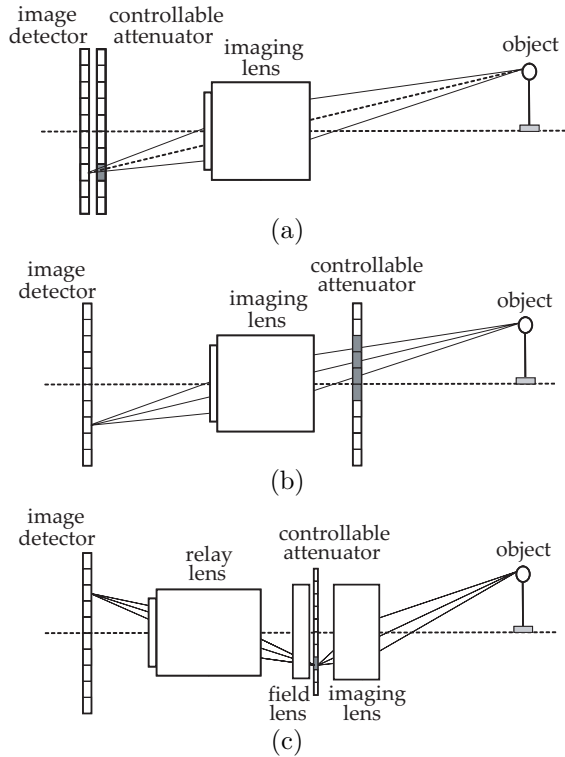 image
detector
controllable
attenuator
imaging
lens
object
(a)
image
detector
imaging
lens
controllable
attenuator
object
(b)
image
detector
relay
lens
controllable
attenuator
object
field
lens
imaging
lens
(c)